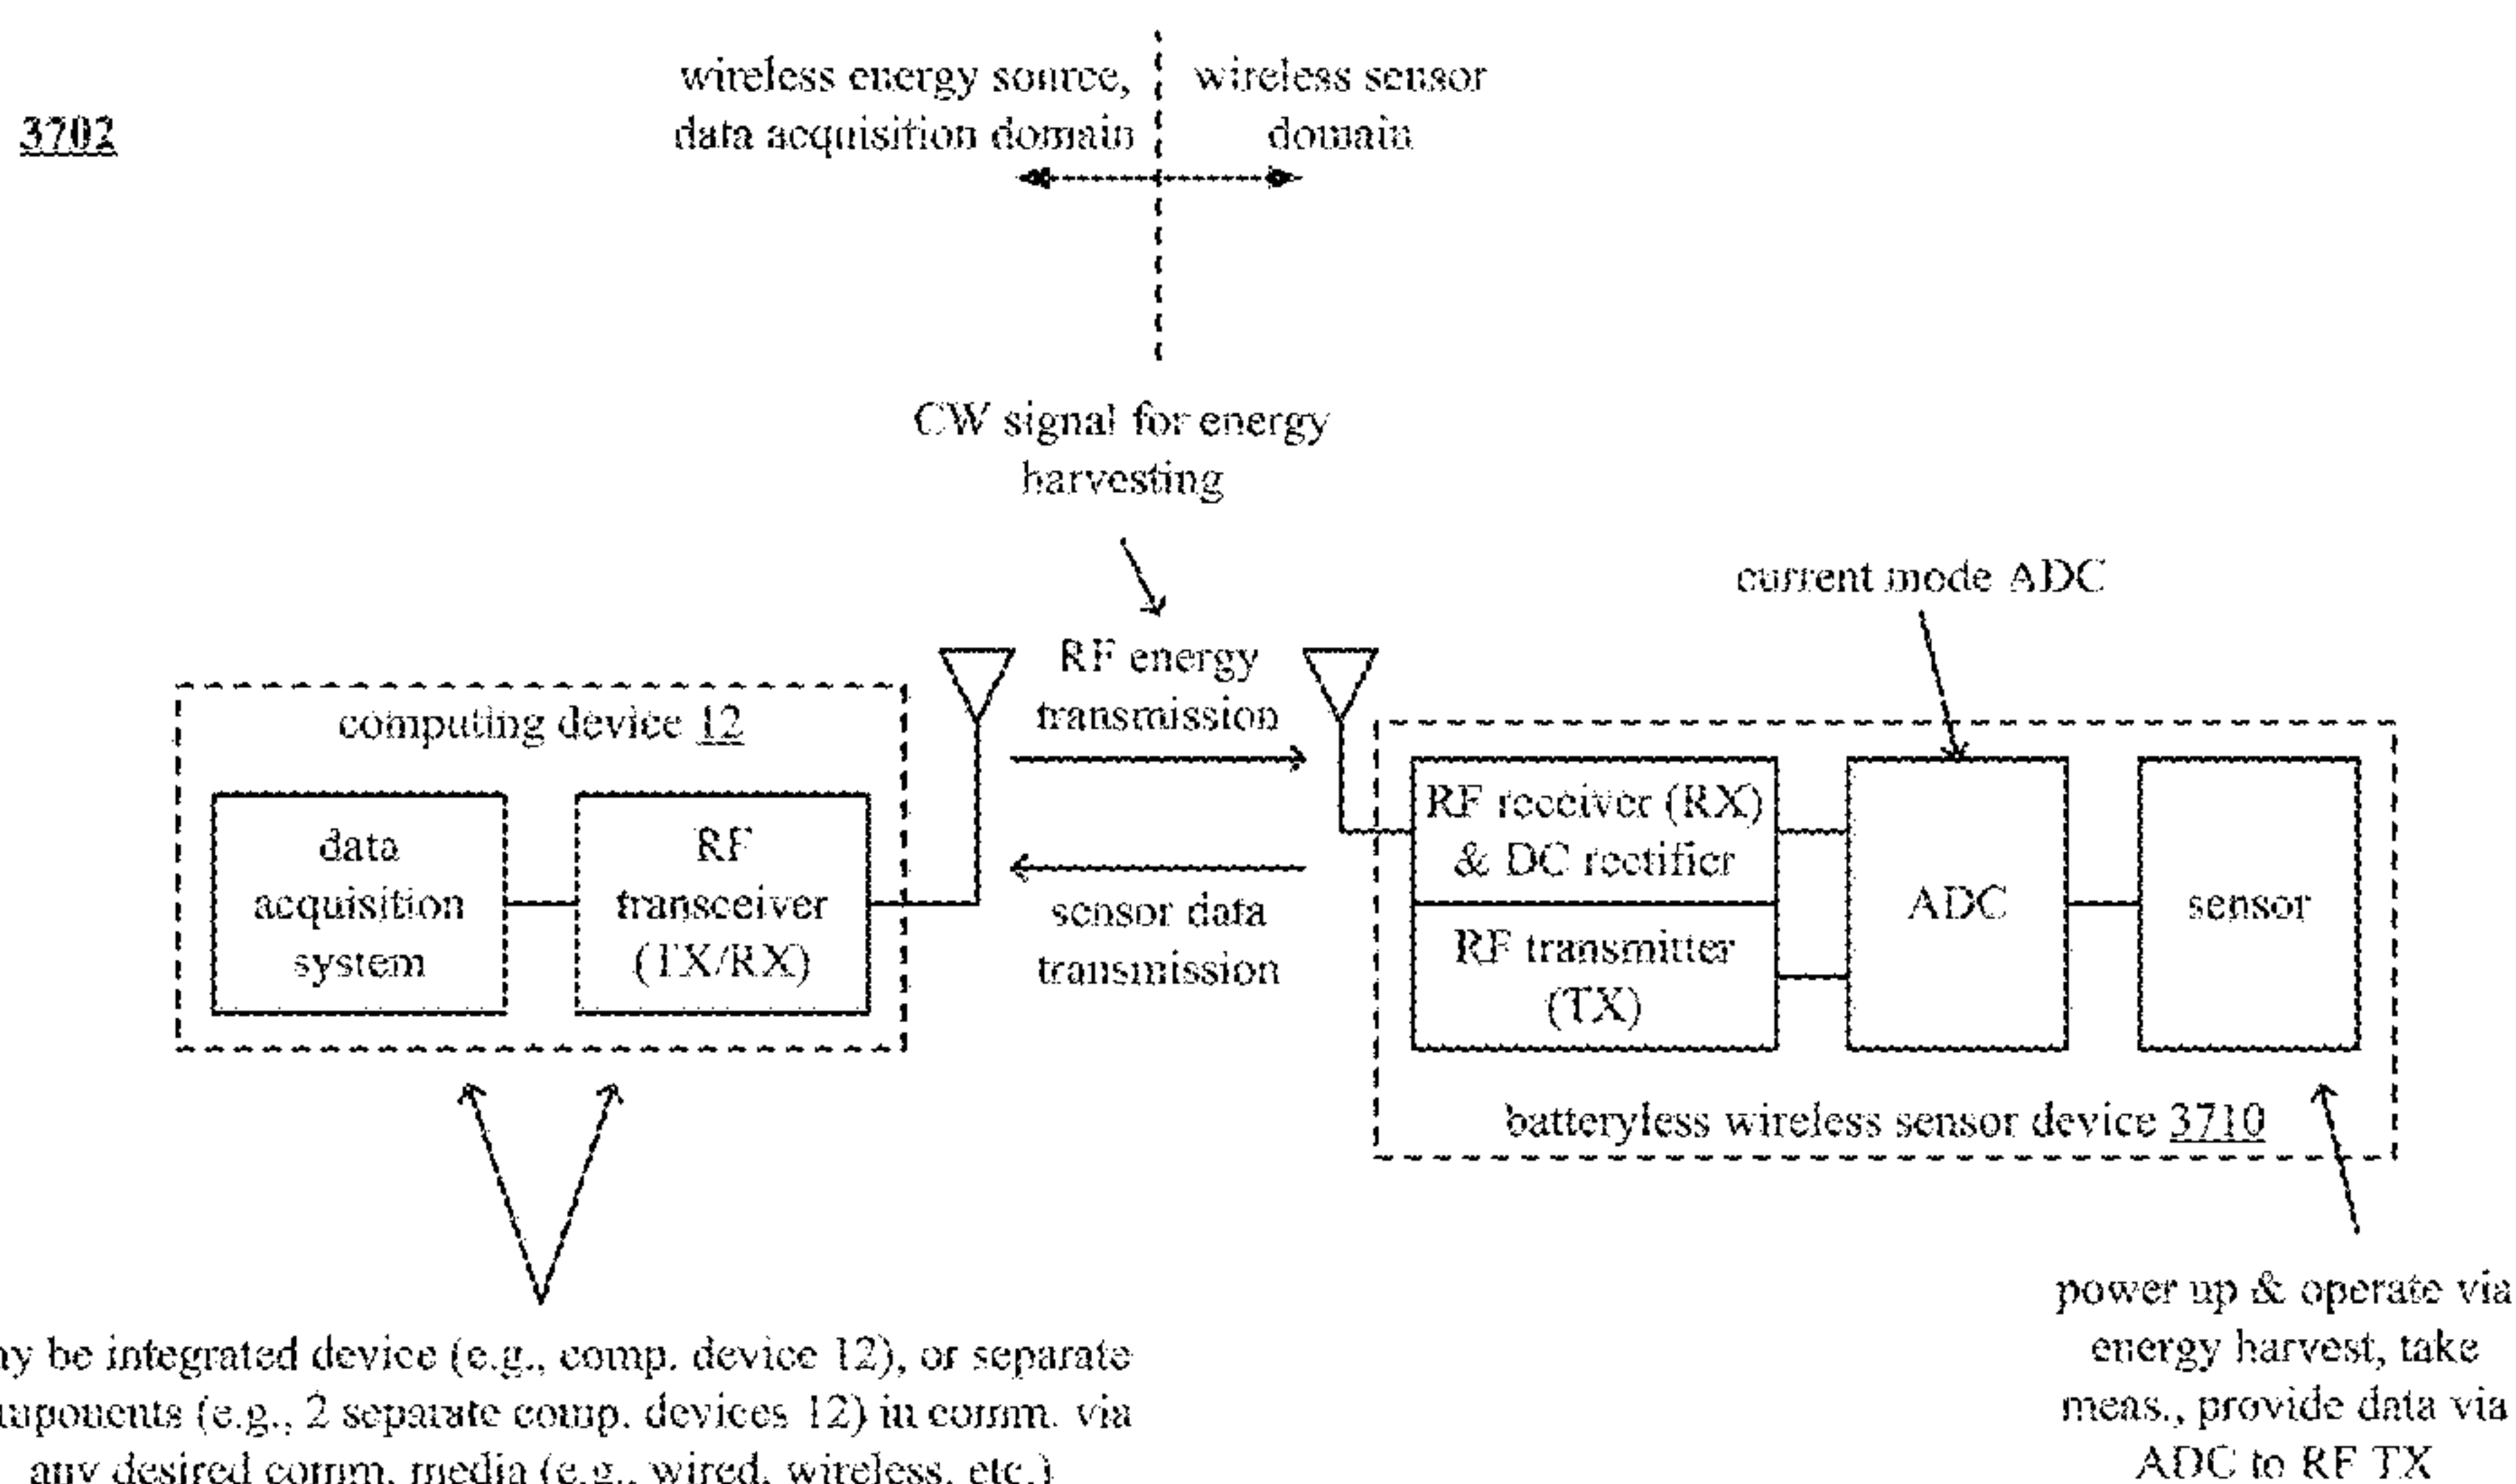 3702
wireless energy source,
data acquisition domain
wireless sensor
domain
CW signal for energy
harvesting
current mode ADC
RF energy
transmission
computing device 12
data
acquisition
system
RF
transceiver
(TX/RX)
sensor data
transmission
RF receiver (RX)
& DC rectifier
RF transmitter
(TX)
ADC
sensor
batteryless wireless sensor device 3710
be integrated device (e.g., comp. device 12), or separate
(e.g., 2 separate comp. devices 12) in comm. via
any desired comm. media (e.g., wired, wireless, etc.)
power up & operate via
energy harvest, take
meas., provide data via
ADC to RF TX